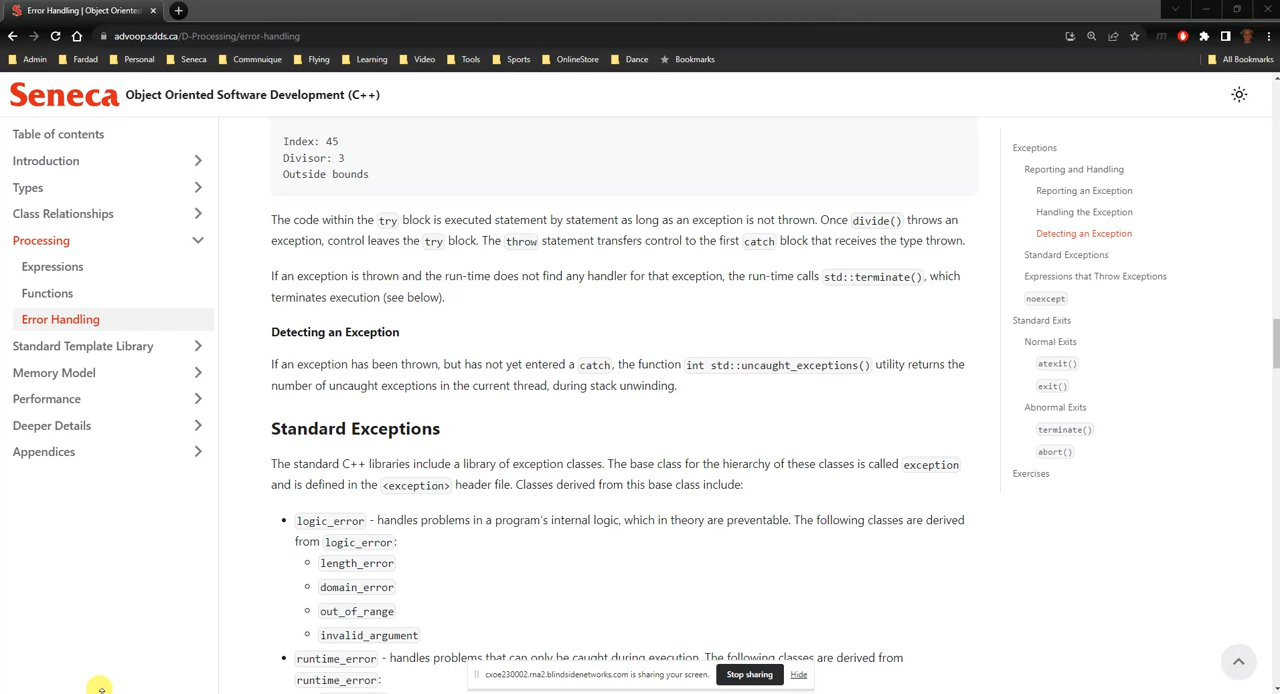 Error Handling | Object Oriented
advoop.sdds.ca/D-Processing/error-handling
Admin Fardad Personal Seneca Commnuique Flying Learning Video Tools Sports OnlineStore Dance Bookmarks All Bookmarks
Seneca Object Oriented Software Development (C++)
Table of contents
Introduction
Types
Class Relationships
Processing
Expressions
Functions
Error Handling
Standard Template Library
Memory Model
Performance
Deeper Details
Appendices
Index: 45
Divisor: 3
Outside bounds
The code within the try block is executed statement by statement as long as an exception is not thrown. Once divide() throws an
exception, control leaves the try block. The throw statement transfers control to the first catch block that receives the type thrown.
If an exception is thrown and the run-time does not find any handler for that exception, the run-time calls std::terminate(), which
terminates execution (see below).
Detecting an Exception
If an exception has been thrown, but has not yet entered a catch, the function int std::uncaught_exceptions() utility returns the
number of uncaught exceptions in the current thread, during stack unwinding.
Standard Exceptions
The standard C++ libraries include a library of exception classes. The base class for the hierarchy of these classes is called exception
and is defined in the <exception> header file. Classes derived from this base class include:
logic_error - handles problems in a program's internal logic, which in theory are preventable. The following classes are derived
from logic_error:
length_error
domain_error
out_of_range
invalid_argument
runtime_error - handles problems that can only be caught during execution. The following classes are derived from
runtime_error:
cxoe230002.rna2.blindsidenetworks.com is sharing your screen. Stop sharing Hide
Exceptions
Reporting and Handling
Reporting an Exception
Handling the Exception
Detecting an Exception
Standard Exceptions
Expressions that Throw Exceptions
noexcept
Standard Exits
Normal Exits
atexit()
exit()
Abnormal Exits
terminate()
abort()
Exercises